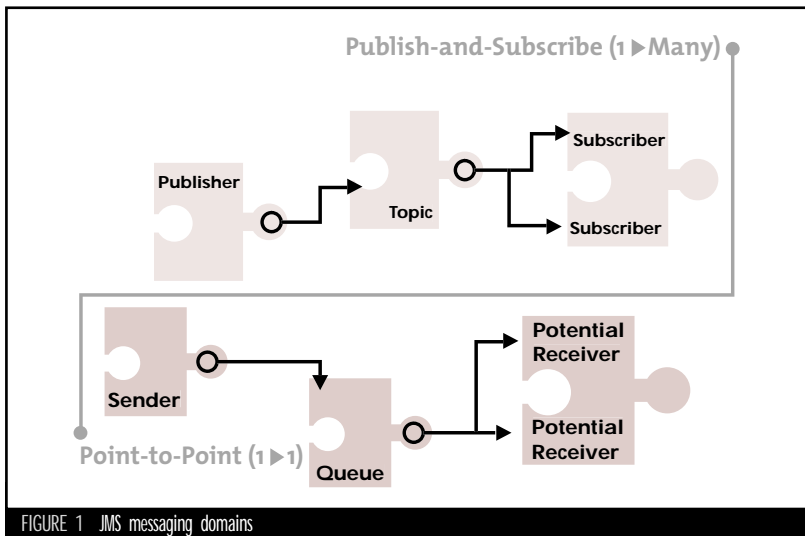 Publish-and-Subscribe (1 ▶ Many)
Publisher
Topic
Subscriber
Subscriber
Sender
Queue
Potential
Receiver
Potential
Receiver
Point-to-Point (1 ▶ 1)
FIGURE 1 JMS messaging domains